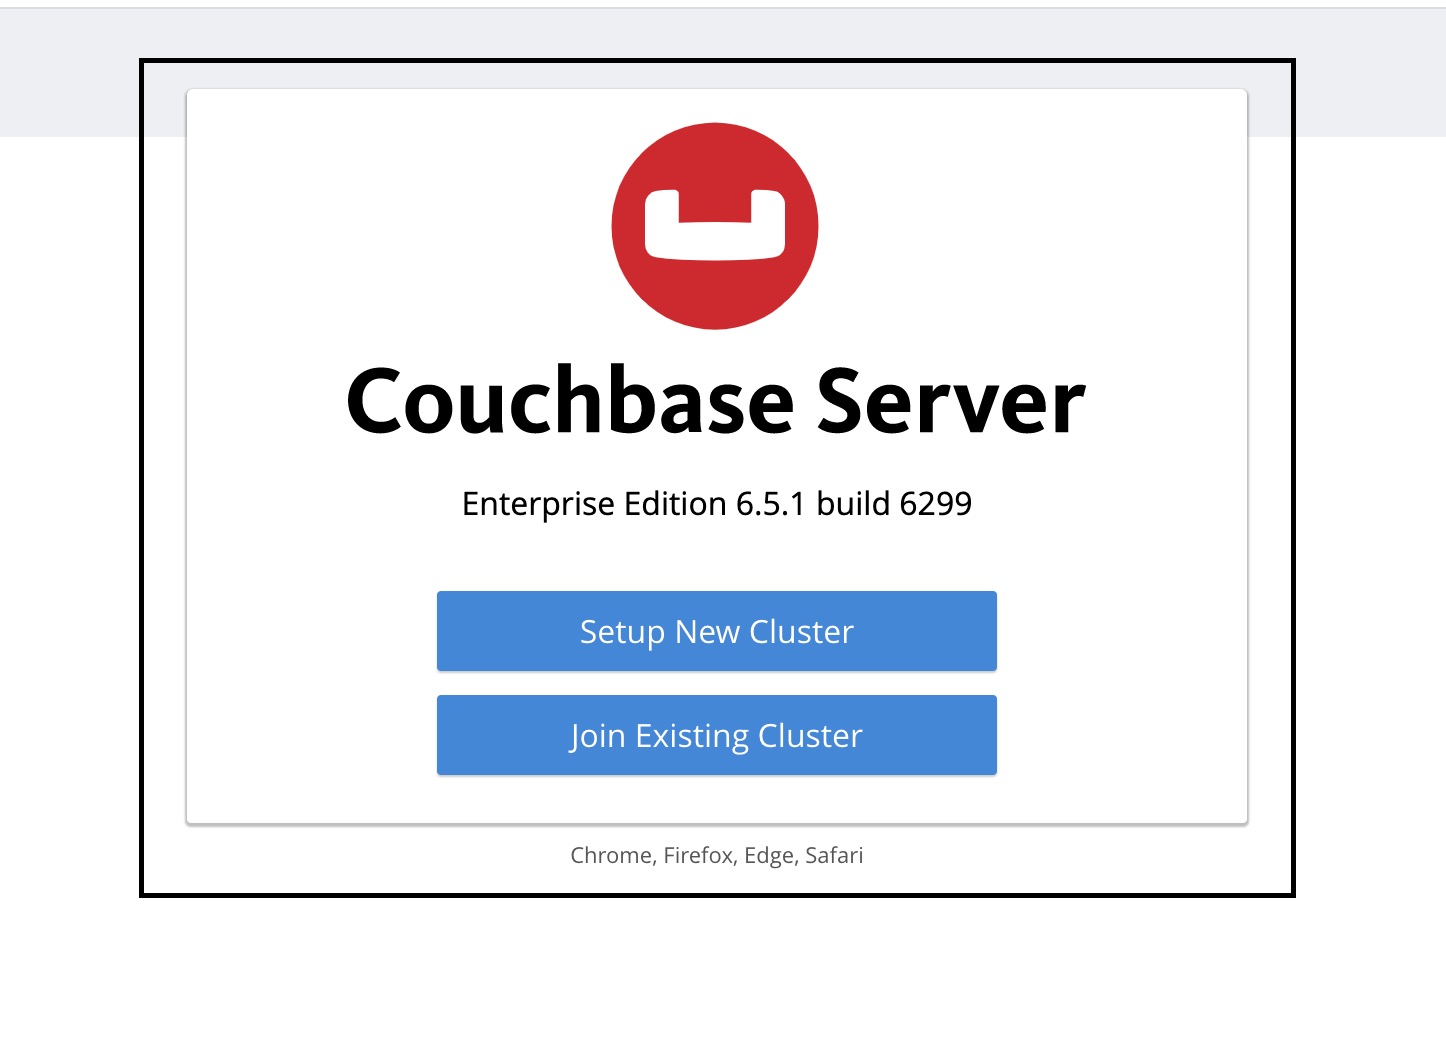 Couchbase Server
Enterprise Edition 6.5.1 build 6299
Setup New Cluster
Join Existing Cluster
Chrome, Firefox, Edge, Safari